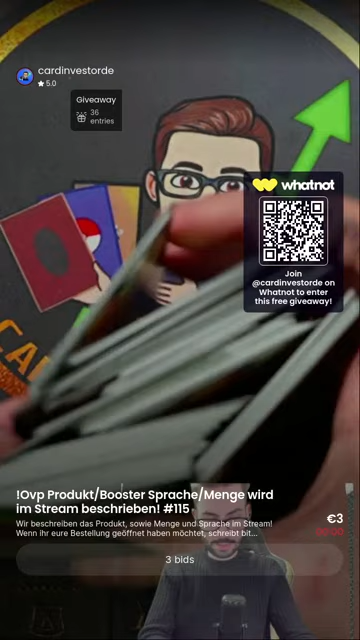 cardinvestorde
★ 5.0
Giveaway
36
entries
whatnot
Join
@cardinvestorde on
Whatnot to enter
this free giveaway!
!Ovp Produkt/Booster Sprache/Menge wird
im Stream beschrieben! #115
€3
Wir beschreiben das Produkt, sowie Menge und Sprache im Stream!
Wenn ihr eure Bestellung geöffnet haben möchtet, schreibt bit...
00:00
3 bids